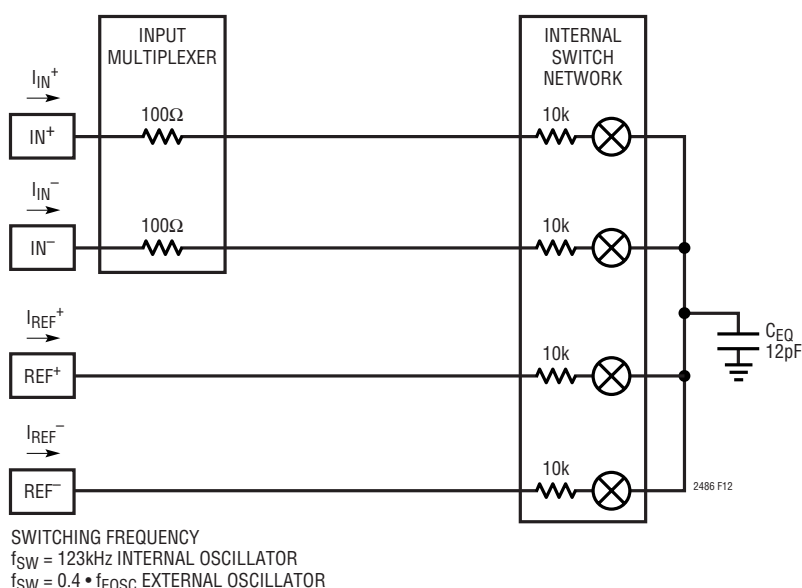 INPUT
MULTIPLEXER
INTERNAL
SWITCH
NETWORK
I_IN⁺
IN⁺
100Ω
10k
I_IN⁻
IN⁻
100Ω
10k
I_REF⁺
REF⁺
10k
C_EQ
12pF
I_REF⁻
REF⁻
10k
2486 F12
SWITCHING FREQUENCY
f_SW = 123kHz INTERNAL OSCILLATOR
f_SW = 0.4 • f_EOSC EXTERNAL OSCILLATOR